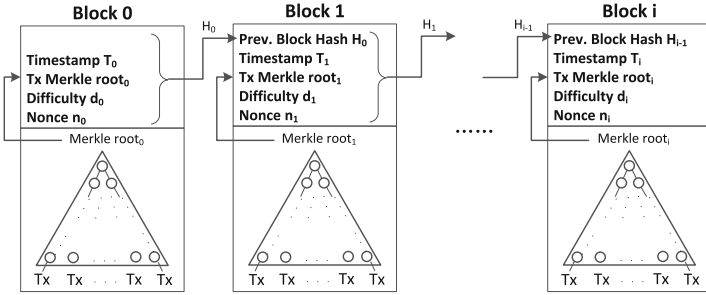 Block 0
Timestamp T₀
Tx Merkle root₀
Difficulty d₀
Nonce n₀
Merkle root₀
Tx Tx . . . Tx Tx
H₀
Block 1
Prev. Block Hash H₀
Timestamp T₁
Tx Merkle root₁
Difficulty d₁
Nonce n₁
Merkle root₁
Tx Tx . . . Tx Tx
H₁
......
Hᵢ₋₁
Block i
Prev. Block Hash Hᵢ₋₁
Timestamp Tᵢ
Tx Merkle rootᵢ
Difficulty dᵢ
Nonce nᵢ
Merkle rootᵢ
Tx Tx . . . Tx Tx